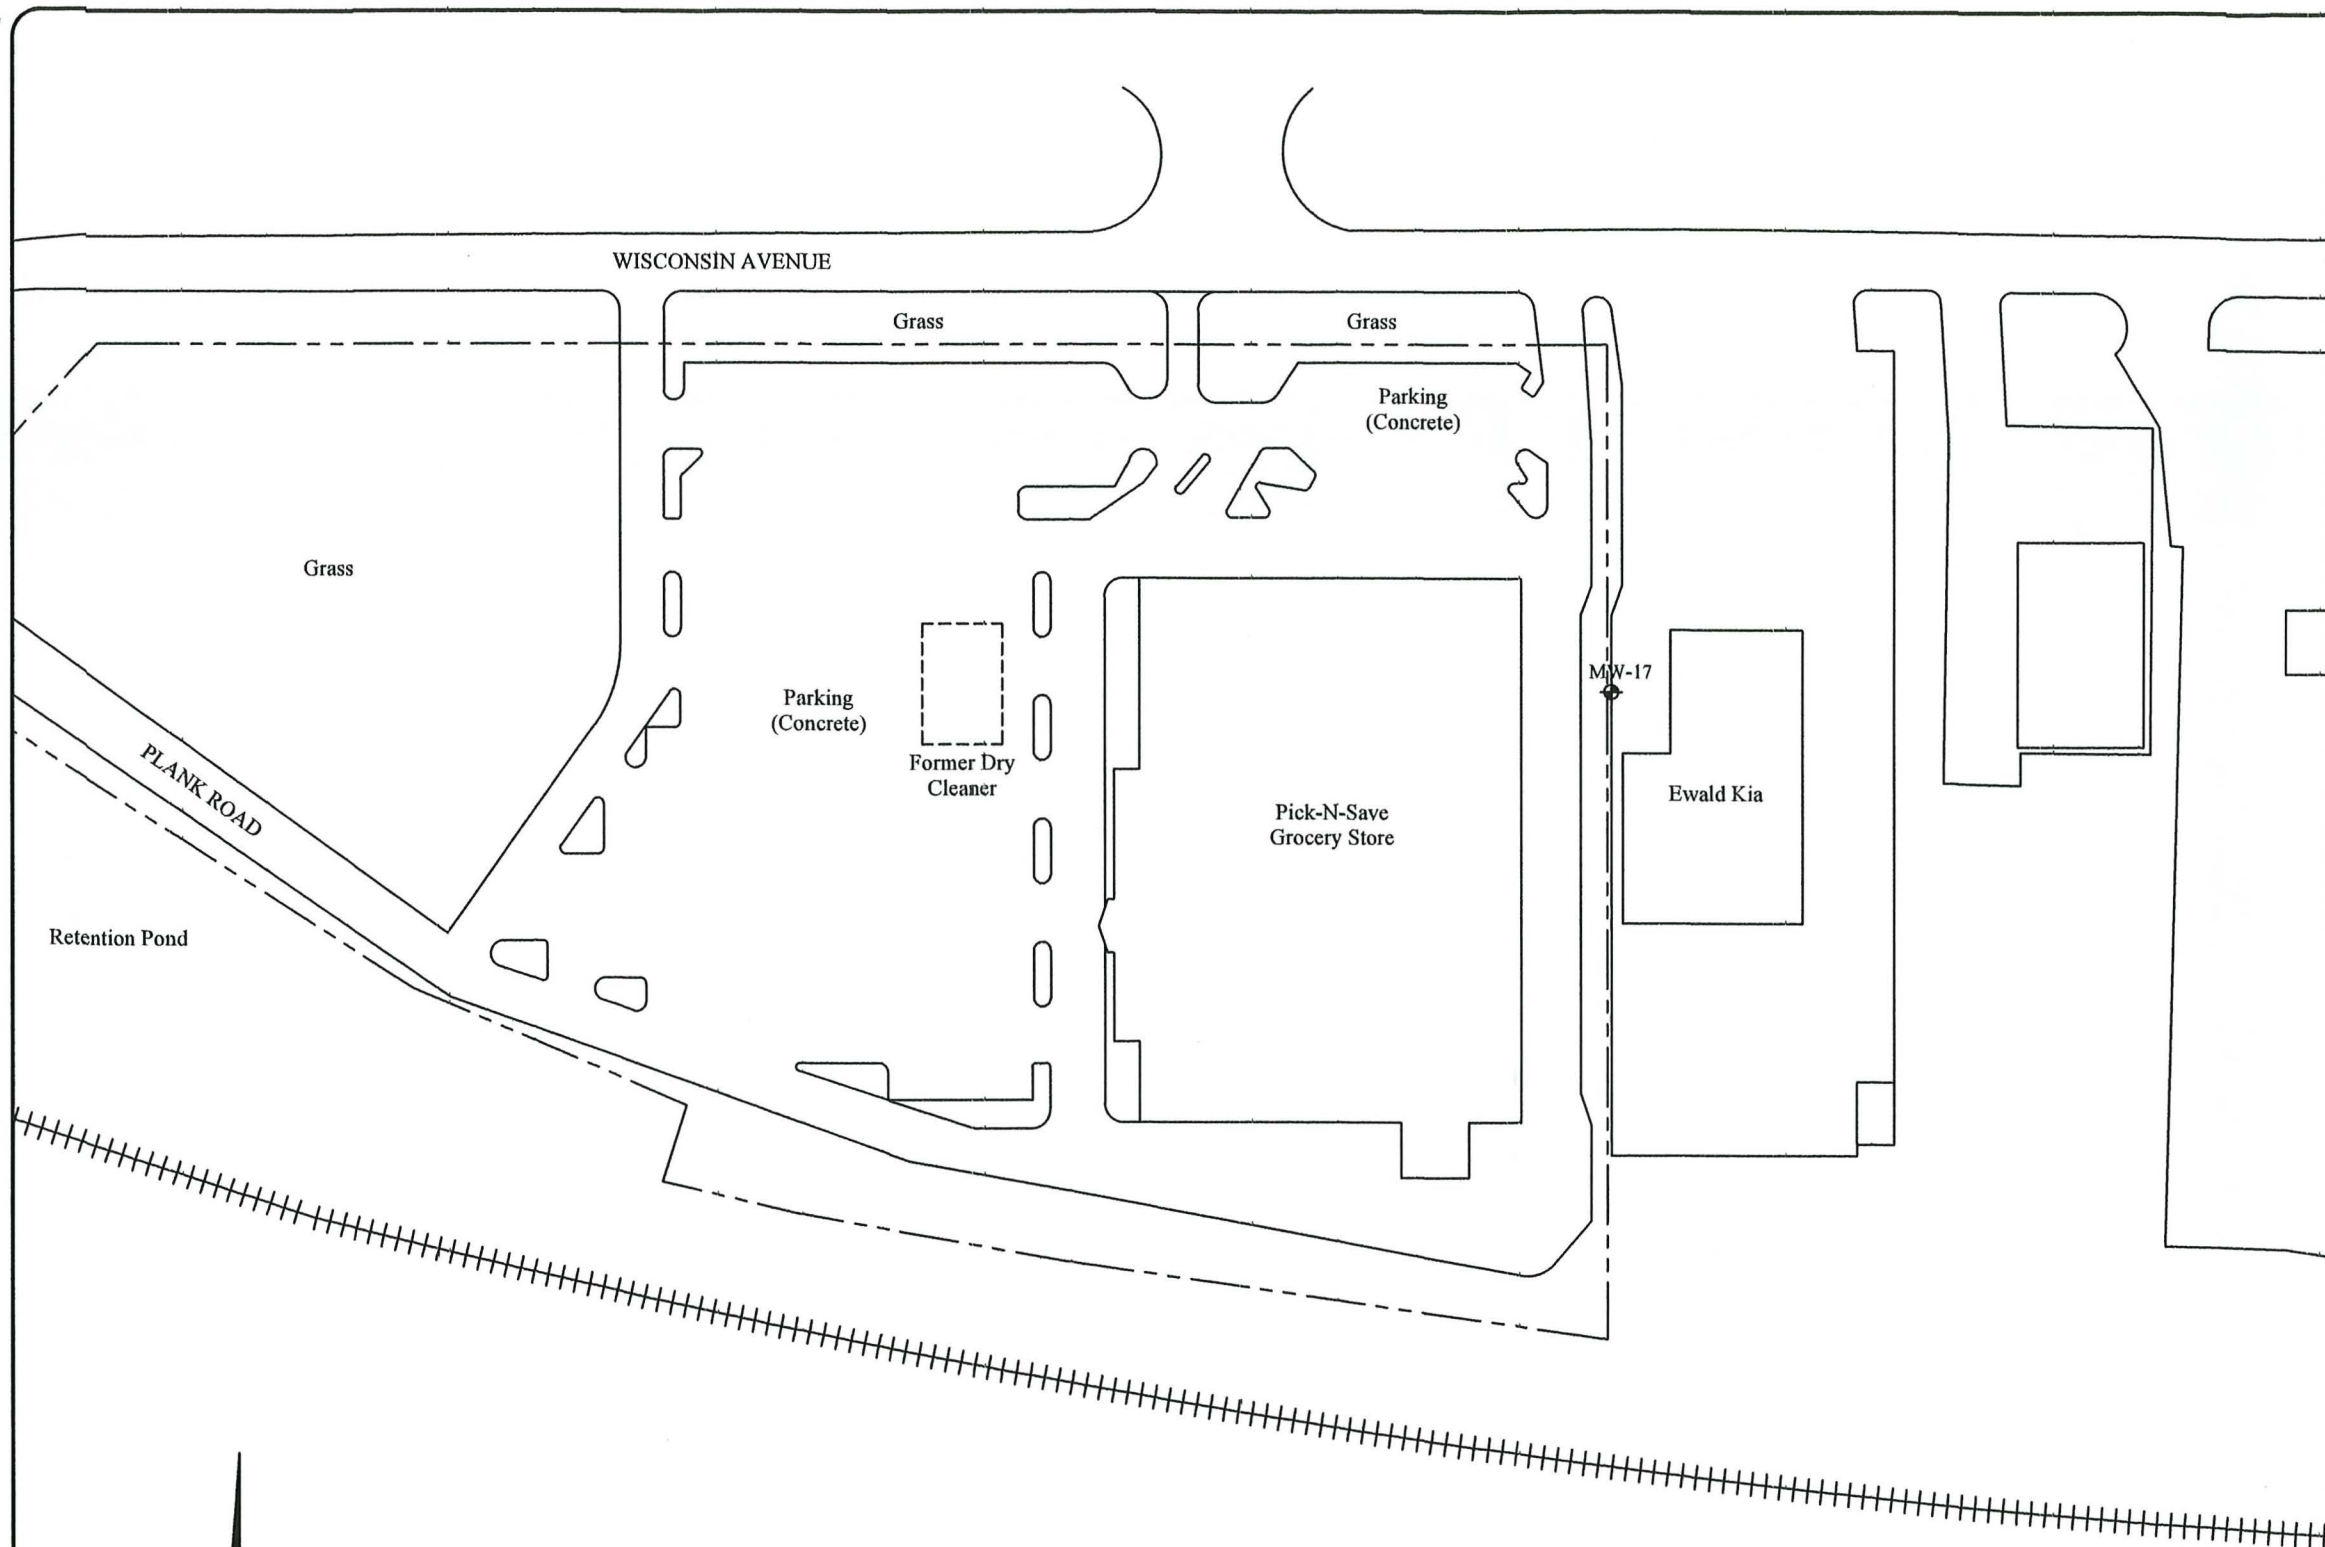 WISCONSIN AVENUE
Grass
Grass
Parking
(Concrete)
Grass
MW-17
Parking
(Concrete)
Former Dry
Cleaner
PLANK ROAD
Ewald Kia
Pick-N-Save
Grocery Store
Retention Pond